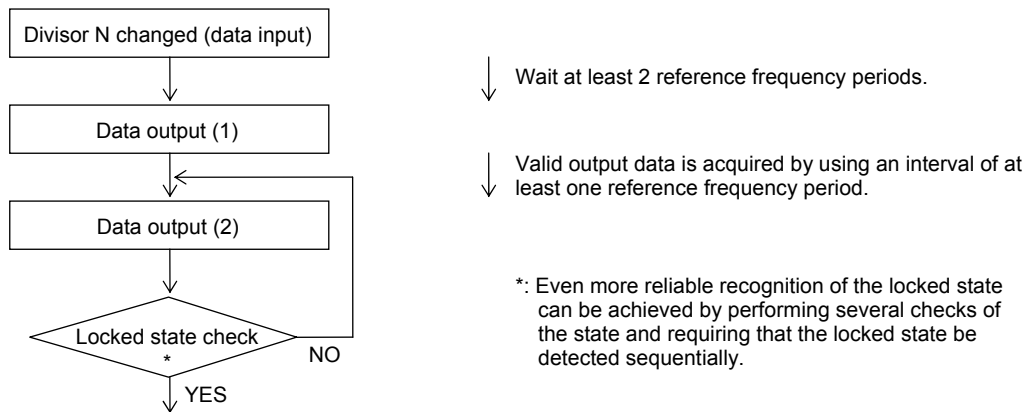 Divisor N changed (data input)
Wait at least 2 reference frequency periods.
Data output (1)
Valid output data is acquired by using an interval of at
least one reference frequency period.
Data output (2)
*: Even more reliable recognition of the locked state
can be achieved by performing several checks of
the state and requiring that the locked state be
detected sequentially.
Locked state check
*
NO
YES